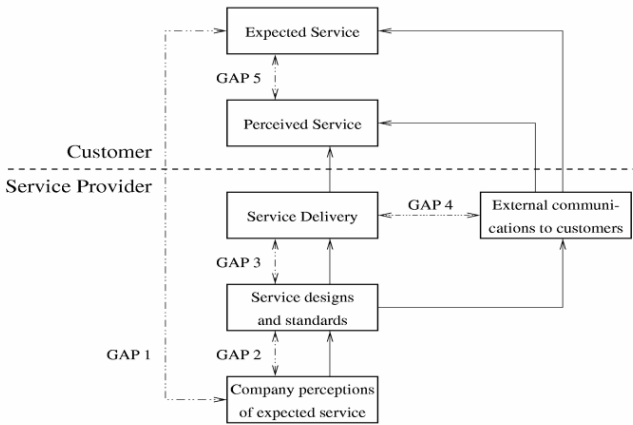 Expected Service
GAP 5
Perceived Service
Customer
Service Provider
Service Delivery
GAP 4
External communi-
cations to customers
GAP 3
Service designs
and standards
GAP 1
GAP 2
Company perceptions
of expected service